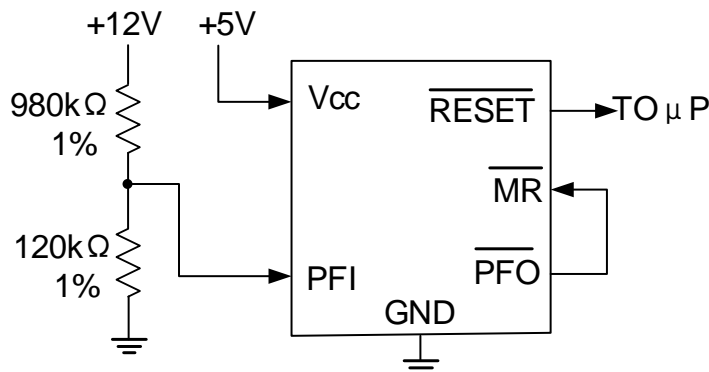 +12V
+5V
980kΩ
1%
120kΩ
1%
Vcc
RESET
TO μP
MR
PFO
PFI
GND